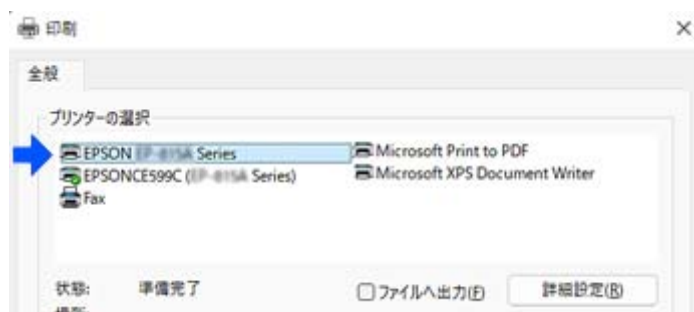 印刷
全般
プリンターの選択
EPSON Series
Microsoft Print to PDF
EPSONCE599C ( Series)
Microsoft XPS Document Writer
Fax
状態: 準備完了
ファイルへ出力(F)
詳細設定(R)